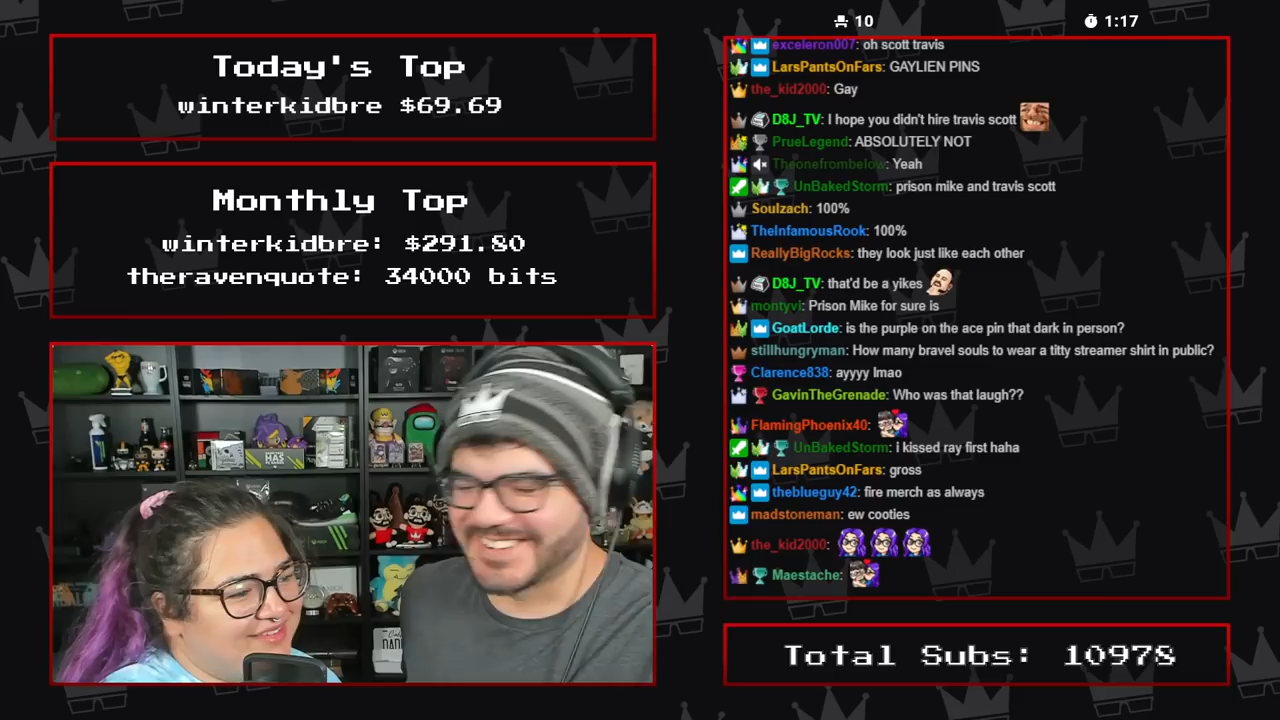 Today's Top
winterkidbre $69.69
Monthly Top
winterkidbre: $291.80
theravenquote: 34000 bits
10
1:17
exceleron007: oh scott travis
LarsPantsOnFars: GAYLIEN PINS
the_kid2000: Gay
D8J_TV: I hope you didn't hire travis scott
PrueLegend: ABSOLUTELY NOT
Theonefrombelow: Yeah
UnBakedStorm: prison mike and travis scott
Soulzach: 100%
TheInfamousRook: 100%
ReallyBigRocks: they look just like each other
D8J_TV: that'd be a yikes
montyvi: Prison Mike for sure is
GoatLorde: is the purple on the ace pin that dark in person?
stillhungryman: How many bravel souls to wear a titty streamer shirt in public?
Clarence838: ayyyy lmao
GavinTheGrenade: Who was that laugh??
FlamingPhoenix40:
UnBakedStorm: i kissed ray first haha
LarsPantsOnFars: gross
theblueguy42: fire merch as always
madstoneman: ew cooties
the_kid2000:
Maestache:
Total Subs: 10978